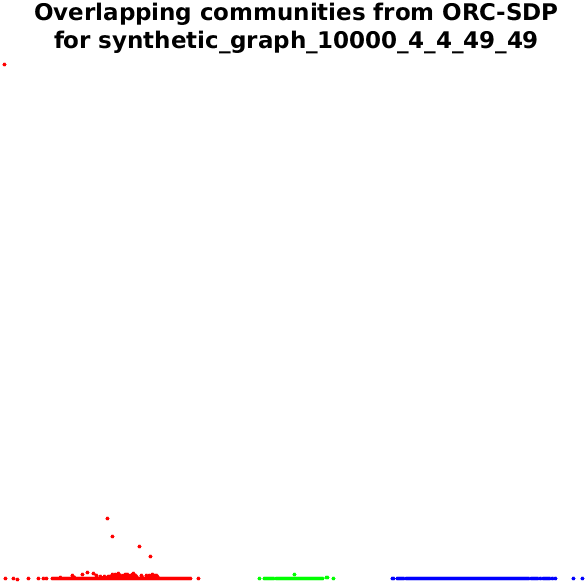 Overlapping communities from ORC-SDP
for synthetic_graph_10000_4_4_49_49